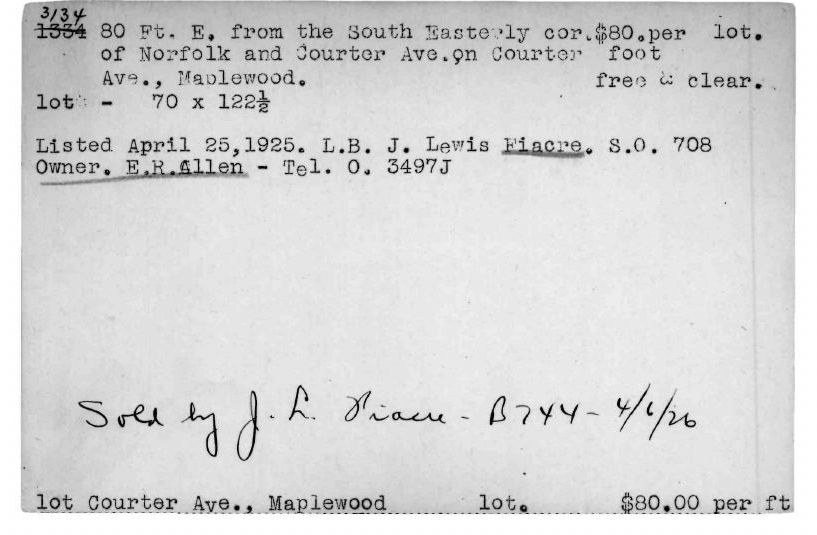 3134
1334 80 Ft. E. from the South Easterly cor. $80.per lot.
of Norfolk and Courter Ave.on Courter foot
Ave., Maplewood. free & clear.
lot - 70 x 122½
Listed April 25,1925. L.B. J. Lewis Fiacre. S.O. 708
Owner. E.R.Allen - Tel. O. 3497J
Sold by J. L. Fiacre - B744 - 4/6/26
lot Courter Ave., Maplewood lot. $80.00 per ft